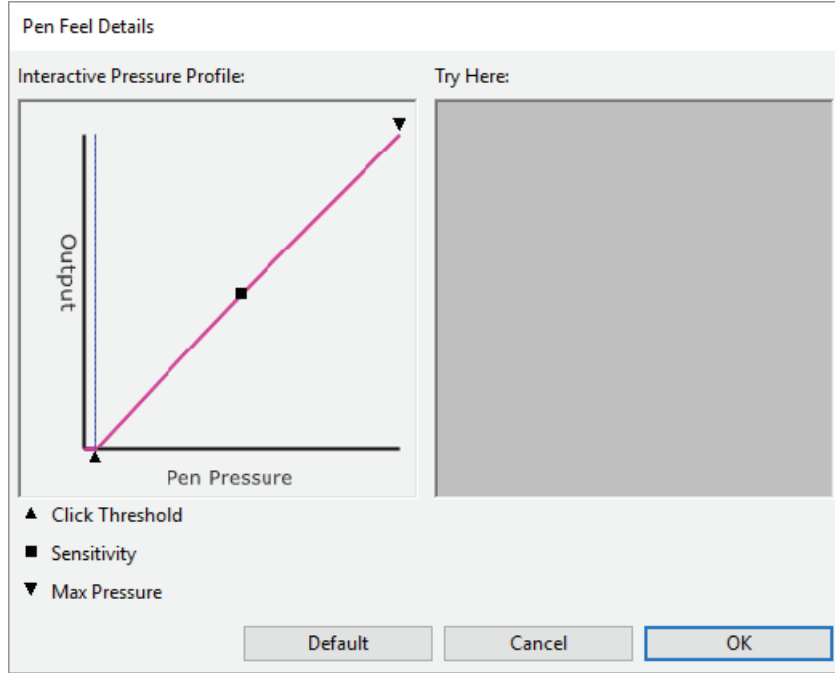 Pen Feel Details
Interactive Pressure Profile:
Try Here:
Output
Pen Pressure
Click Threshold
Sensitivity
Max Pressure
Default
Cancel
OK